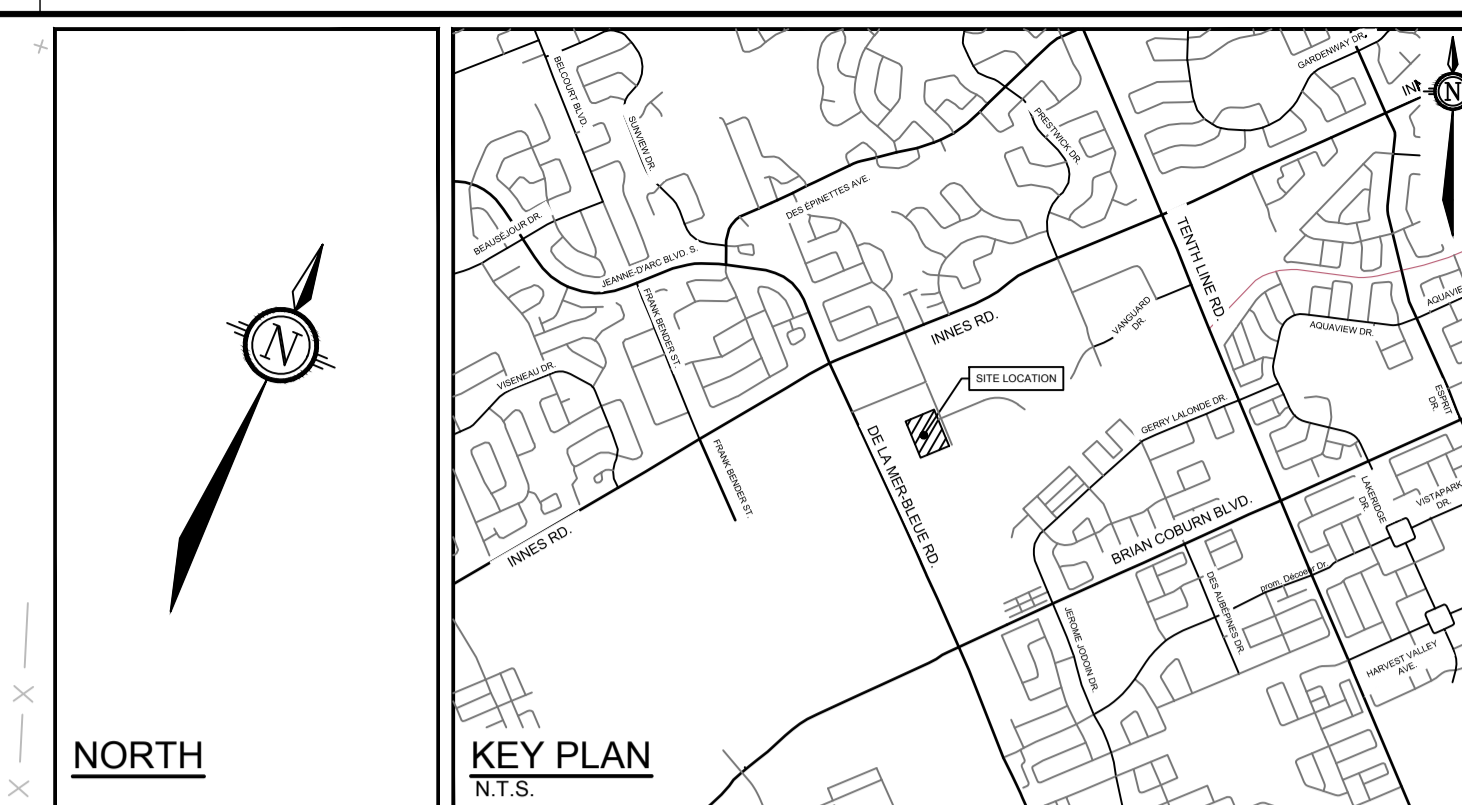 N
NORTH
BELCOURT BLVD.
SUNVIEW DR.
BEAUSÉJOUR DR.
JEANNE-D'ARC BLVD. S.
DES ÉPINETTES AVE.
PRESTWICK DR.
GARDENWAY DR.
N
TENTH LINE RD.
INNES RD.
VANGUARD
DR.
AQUAVIEW DR.
FRANK BENDER ST.
VISENEAU DR.
SITE LOCATION
ESPRIT
DR.
GERRY LALONDE DR.
FRANK BENDER ST.
DE LA MER-BLEUE RD.
INNES RD.
BRIAN COBURN BLVD.
LAKERIDGE
DR.
VISTAPARK
DR.
prom. Décoeur Dr.
DES AUBÉPINES DR.
JEROME JODOIN DR.
HARVEST VALLEY
AVE.
KEY PLAN
N.T.S.